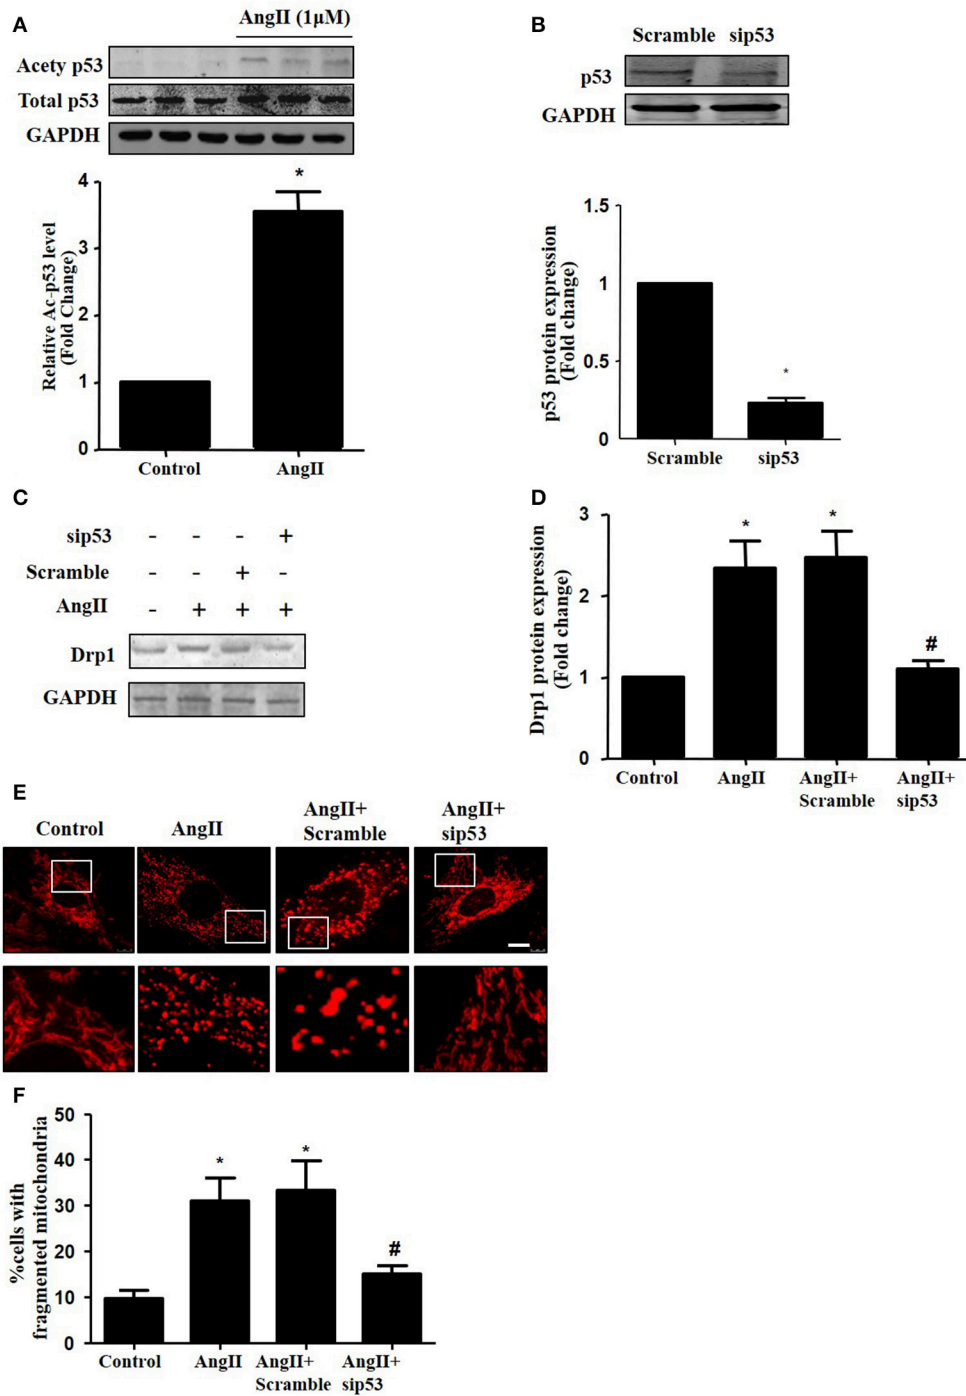 A
AngII (1μM)
Acety p53
Total p53
GAPDH
Relative Ac-p53 level
(Fold Change)
4
3
2
1
0
*
Control AngII
B
Scramble sip53
p53
GAPDH
p53 protein expression
(Fold change)
1.5
1
0.5
0
*
Scramble sip53
C
sip53 - - - +
Scramble - - + -
AngII - + + +
Drp1
GAPDH
D
Drp1 protein expression
(Fold change)
3
2
1
0
* * #
Control AngII AngII+ AngII+
Scramble sip53
E
Control AngII AngII+ AngII+
Scramble sip53
F
%cells with
fragmented mitochondria
50
40
30
20
10
0
* * #
Control AngII AngII+ AngII+
Scramble sip53